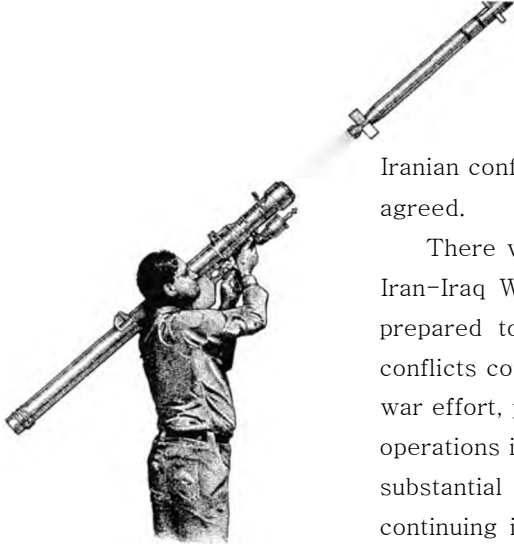 Iranian conf
agreed.
There
Iran-Iraq W
prepared to
conflicts co
war effort,
operations i
substantial
continuing i